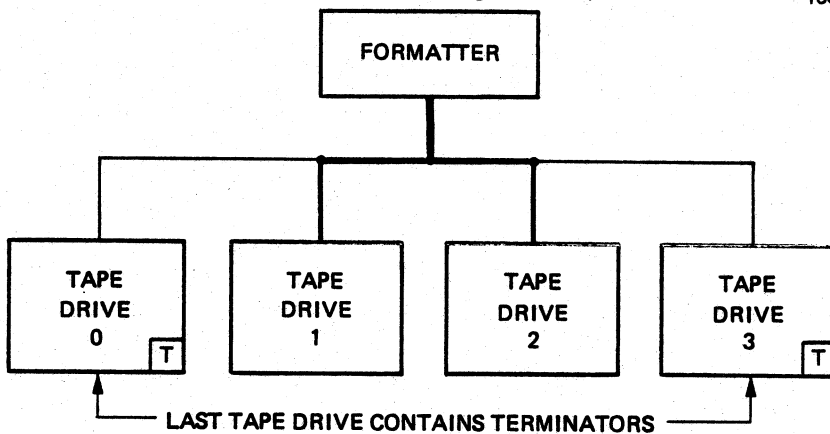 FORMATTER
TAPE
DRIVE
0
T
TAPE
DRIVE
1
TAPE
DRIVE
2
TAPE
DRIVE
3
T
LAST TAPE DRIVE CONTAINS TERMINATORS